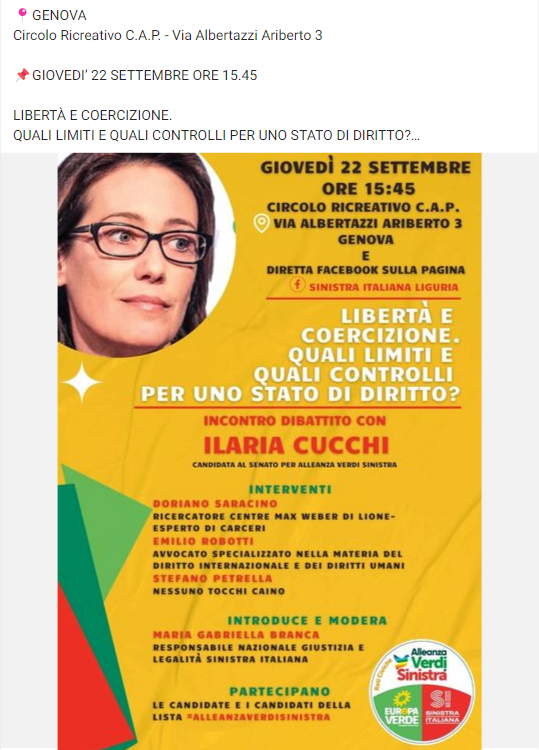 GENOVA
Circolo Ricreativo C.A.P. - Via Albertazzi Ariberto 3
GIOVEDI' 22 SETTEMBRE ORE 15.45
LIBERTÀ E COERCIZIONE.
QUALI LIMITI E QUALI CONTROLLI PER UNO STATO DI DIRITTO?...
GIOVEDÌ 22 SETTEMBRE
ORE 15:45
CIRCOLO RICREATIVO C.A.P.
VIA ALBERTAZZI ARIBERTO 3
GENOVA
E
DIRETTA FACEBOOK SULLA PAGINA
SINISTRA ITALIANA LIGURIA
LIBERTÀ E
COERCIZIONE.
QUALI LIMITI E
QUALI CONTROLLI
PER UNO STATO DI DIRITTO?
INCONTRO DIBATTITO CON
ILARIA CUCCHI
CANDIDATA AL SENATO PER ALLEANZA VERDI SINISTRA
INTERVENTI
DORIANO SARACINO
RICERCATORE CENTRE MAX WEBER DI LIONE-
ESPERTO DI CARCERI
EMILIO ROBOTTI
AVVOCATO SPECIALIZZATO NELLA MATERIA DEL
DIRITTO INTERNAZIONALE E DEI DIRITTI UMANI
STEFANO PETRELLA
NESSUNO TOCCHI CAINO
INTRODUCE E MODERA
MARIA GABRIELLA BRANCA
RESPONSABILE NAZIONALE GIUSTIZIA E
LEGALITÀ SINISTRA ITALIANA
PARTECIPANO
LE CANDIDATE E I CANDIDATI DELLA
LISTA #ALLEANZAVERDISINISTRA
Alleanza
Verdi
Sinistra
Reti Civiche
EUROPA
VERDE
SI
SINISTRA
ITALIANA